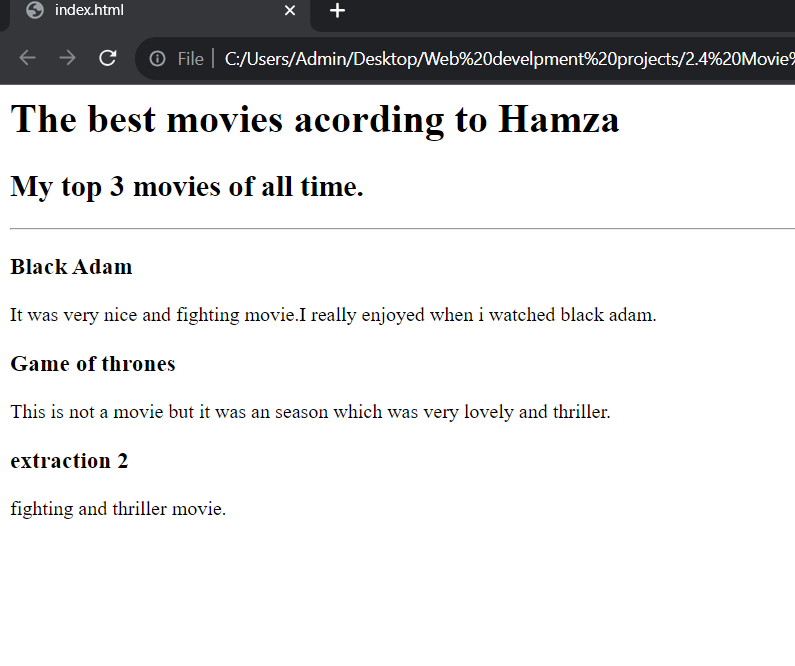 index.html
File
C:/Users/Admin/Desktop/Web%20develpment%20projects/2.4%20Movie%
The best movies acording to Hamza
My top 3 movies of all time.
Black Adam
It was very nice and fighting movie.I really enjoyed when i watched black adam.
Game of thrones
This is not a movie but it was an season which was very lovely and thriller.
extraction 2
fighting and thriller movie.